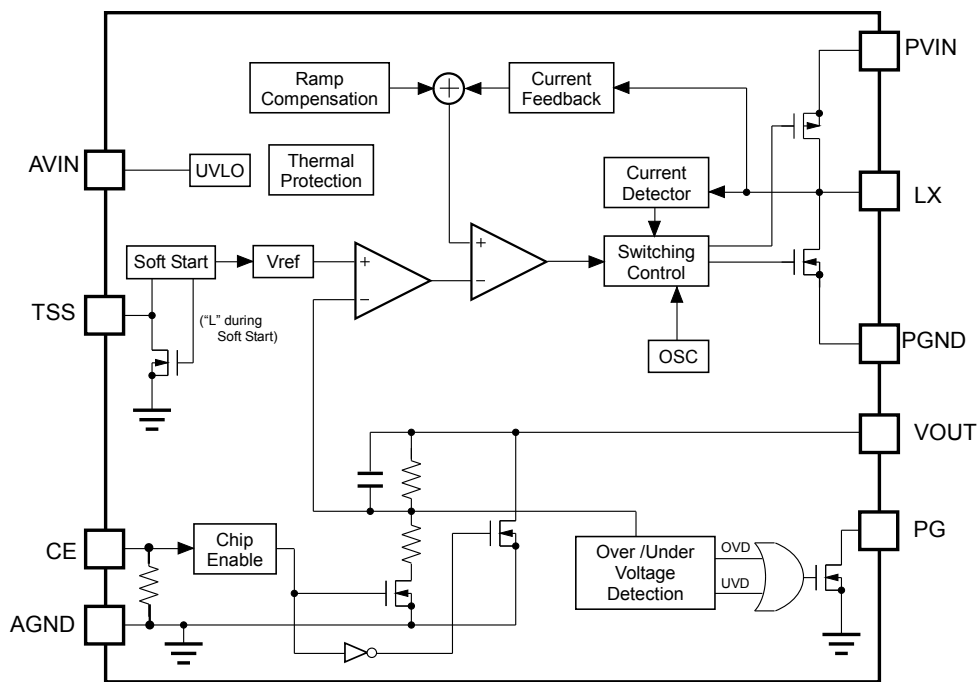 PVIN
Ramp
Compensation
Current
Feedback
AVIN
UVLO
Thermal
Protection
Current
Detector
LX
Soft Start
Vref
+
−
+
−
Switching
Control
TSS
("L" during
Soft Start)
OSC
PGND
VOUT
CE
Chip
Enable
Over /Under
Voltage
Detection
OVD
UVD
PG
AGND